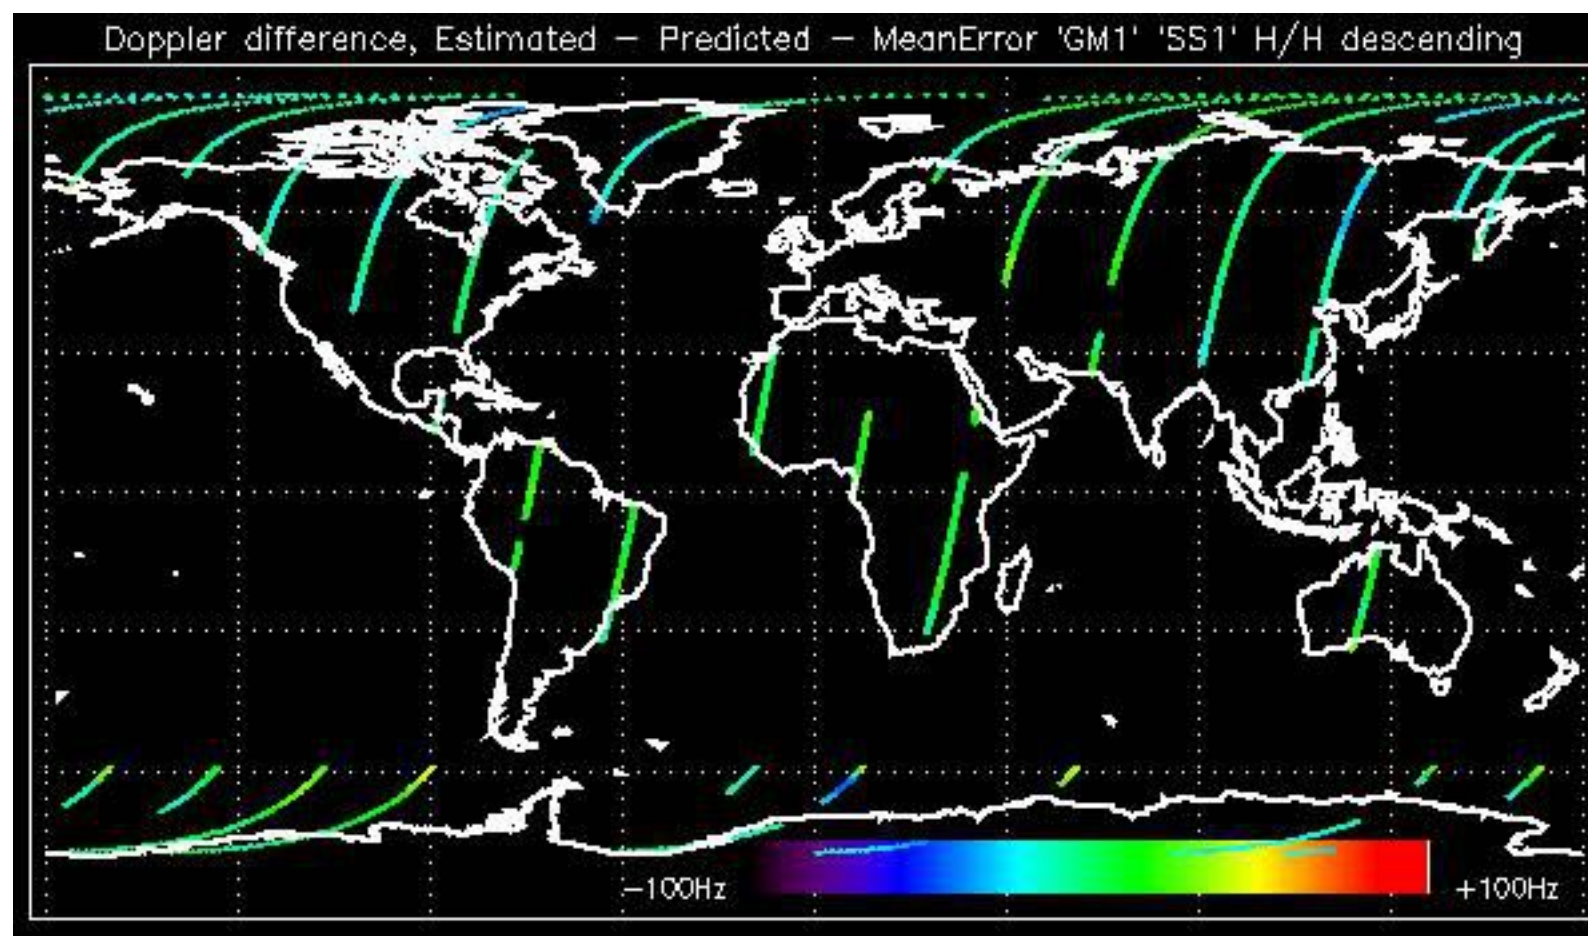 Doppler difference, Estimated − Predicted − MeanError 'GM1' 'SS1' H/H descending
−100Hz
+100Hz